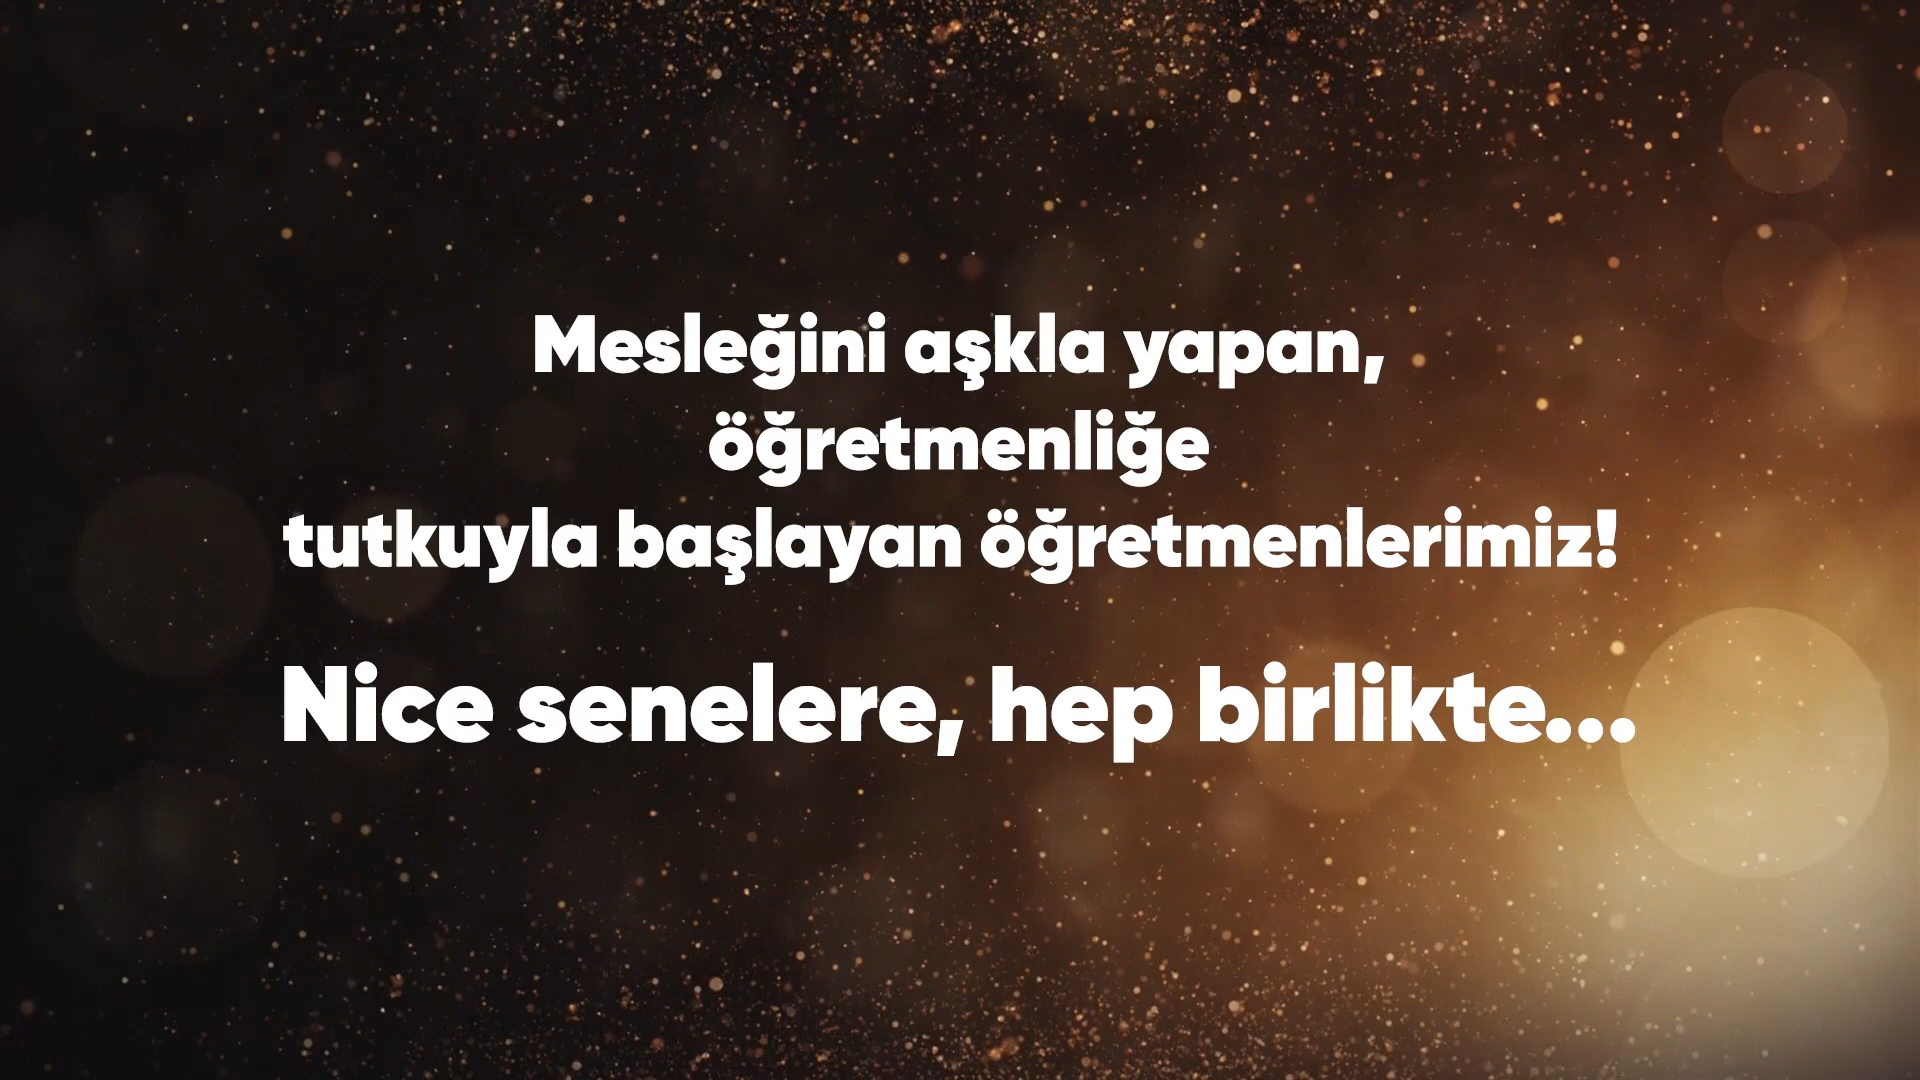 Mesleğini aşkla yapan,
öğretmenliğe
tutkuyla başlayan öğretmenlerimiz!
Nice senelere, hep birlikte...